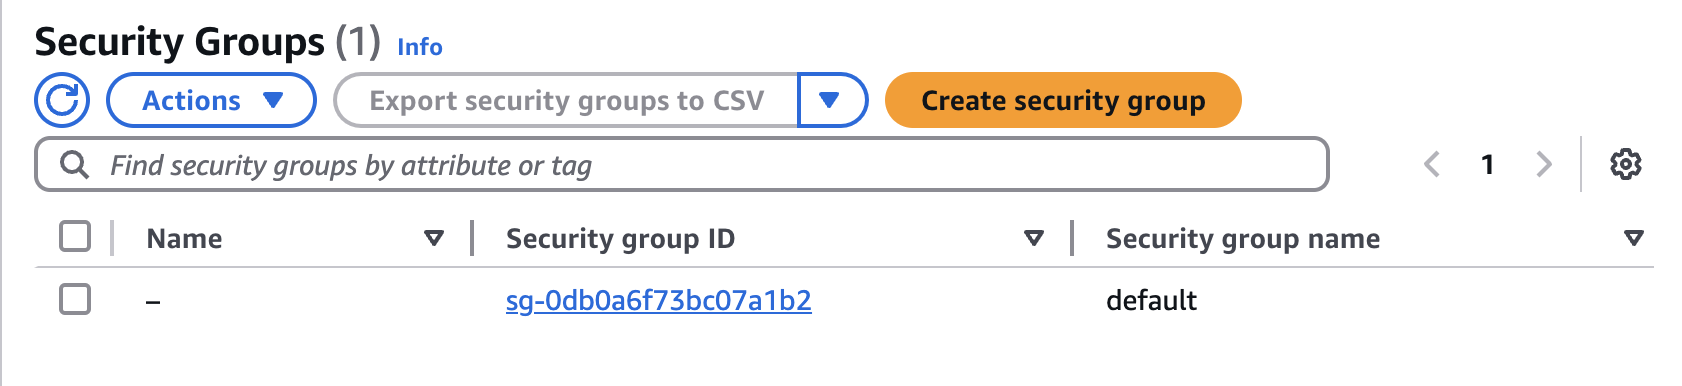 Security Groups (1) Info
Actions Export security groups to CSV Create security group
Find security groups by attribute or tag 1
Name Security group ID Security group name
– sg-0db0a6f73bc07a1b2 default